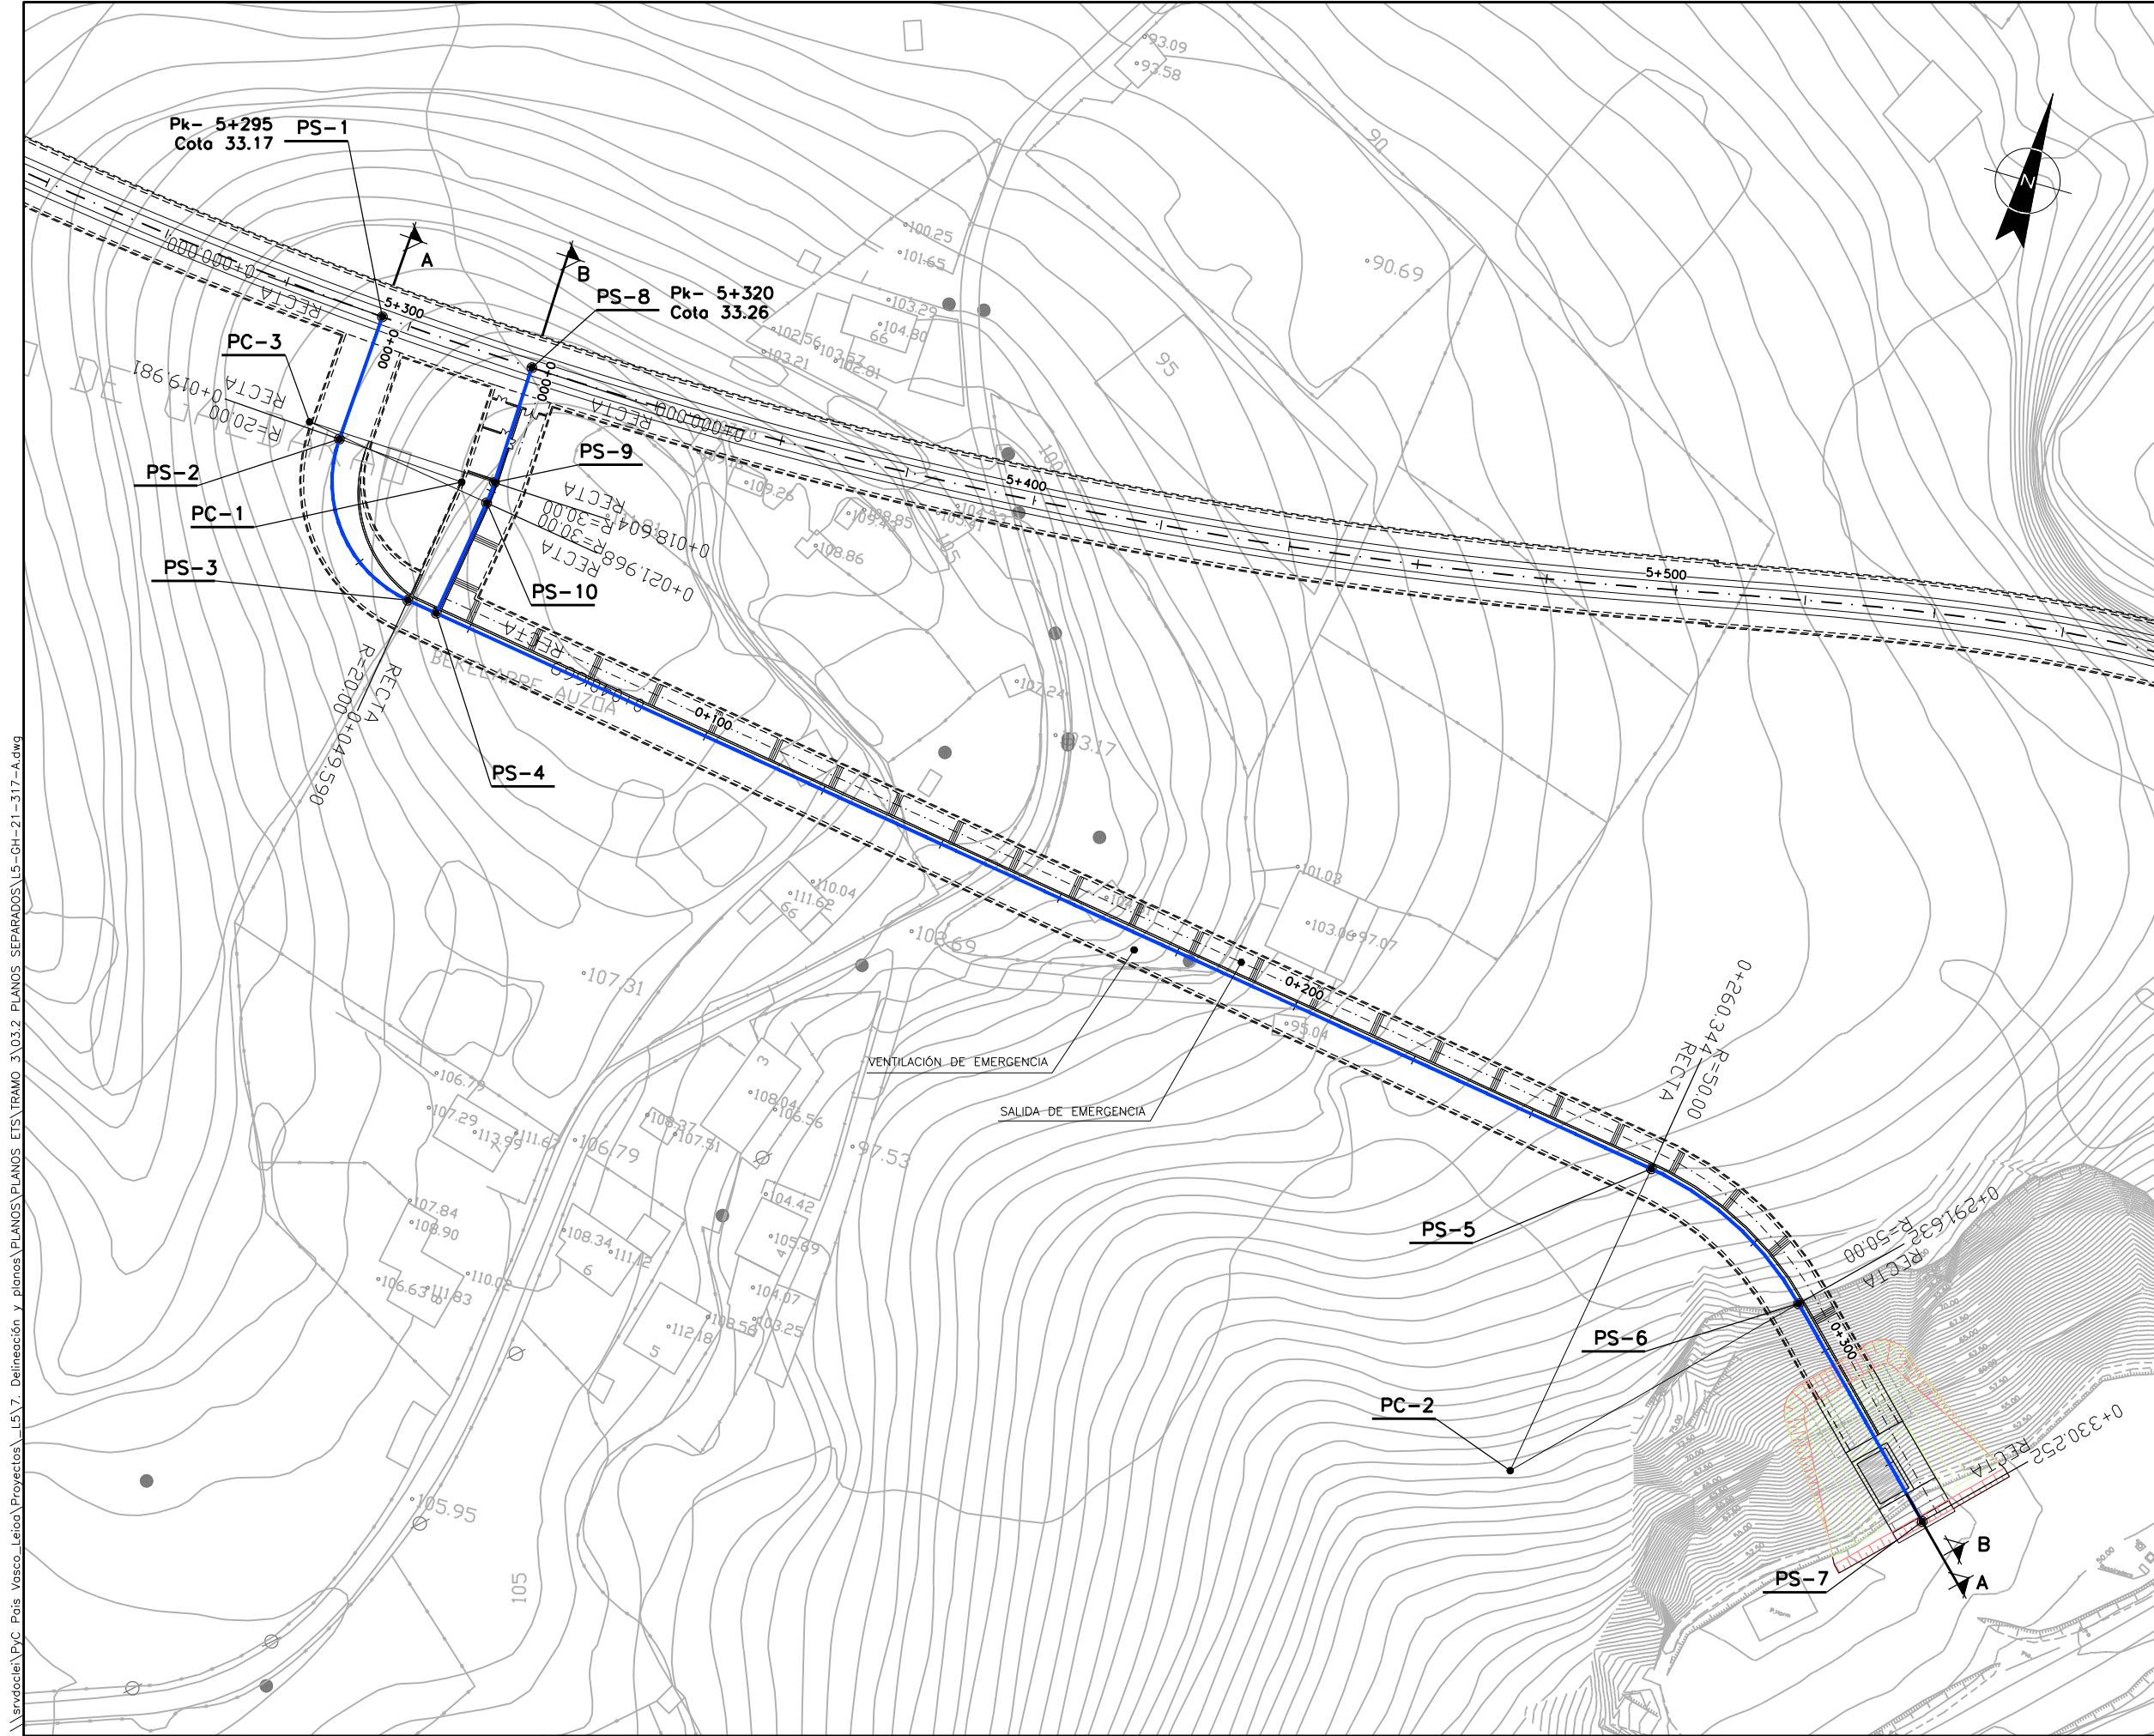 93.09
93.58
90
Pk- 5+295
Cota 33.17
PS-1
N
A
B
100.25
101.65
90.69
0+000.000
RECTA
5+300
0+000
PS-8
Pk- 5+320
Cota 33.26
103.29
104.80
66
102.56
103.57
103.21
102.81
95
PC-3
0+019.981
RECTA
R=20.00
0+000
RECTA
0+000.000
PS-2
PS-9
109.26
100
5+400
PC-1
RECTA
R=30.00
0+018.604
R=30.00
RECTA
0+021.968
108.85
105
108.86
PS-3
PS-10
5+500
RECTA
BEKELARRE AUZOA
107.24
R=20.00
RECTA
0+049.590
0+100
103.17
PS-4
110.04
111.62
66
101.03
103.06
97.07
103.69
107.31
0+200
95.04
0+260.344
R=50.00
RECTA
VENTILACIÓN DE EMERGENCIA
SALIDA DE EMERGENCIA
106.79
107.29
113.99
111.67
7
106.79
3
108.04
106.56
108.37
107.51
97.53
107.84
108.90
104.42
105.89
4
108.34
111.12
6
106.63
111.83
8
110.02
104.07
103.25
108.56
112.18
5
PS-5
0+291.632
R=50.00
RECTA
PS-6
0+300
PC-2
0+330.252
RECTA
105.95
105
B
A
PS-7
50.00
\\srvdoclei\PyC Pais Vasco_Leioa\Proyectos\_L5\7. Delineación y planos\PLANOS\PLANOS ETS\TRAMO 3\03.2 PLANOS SEPARADOS\L5-GH-21-317-A.dwg